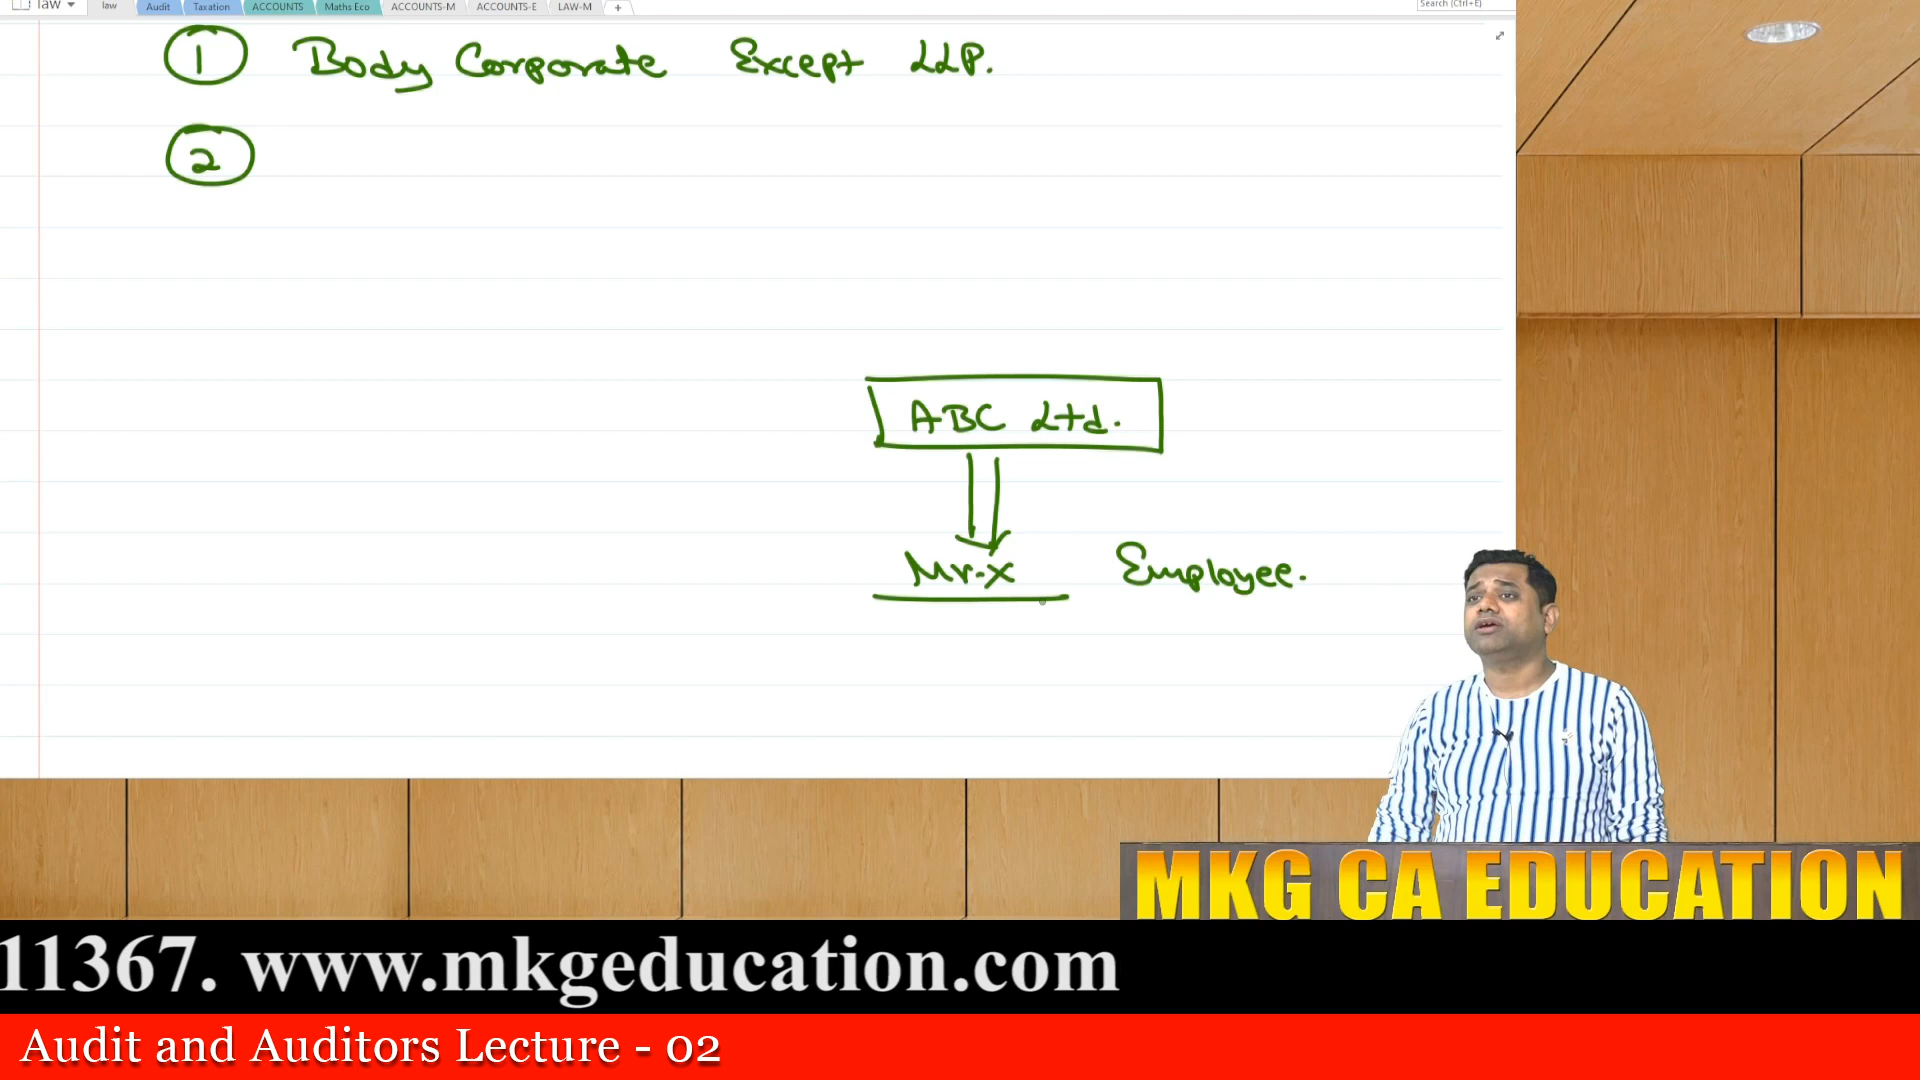 law law Audit Taxation ACCOUNTS Maths Eco ACCOUNTS-M ACCOUNTS-E LAW-M +
Search (Ctrl+E)
1 Body Corporate Except LLP.
2
ABC Ltd.
Mr.X Employee.
MKG CA EDUCATION
11367. www.mkgeducation.com
Audit and Auditors Lecture - 02